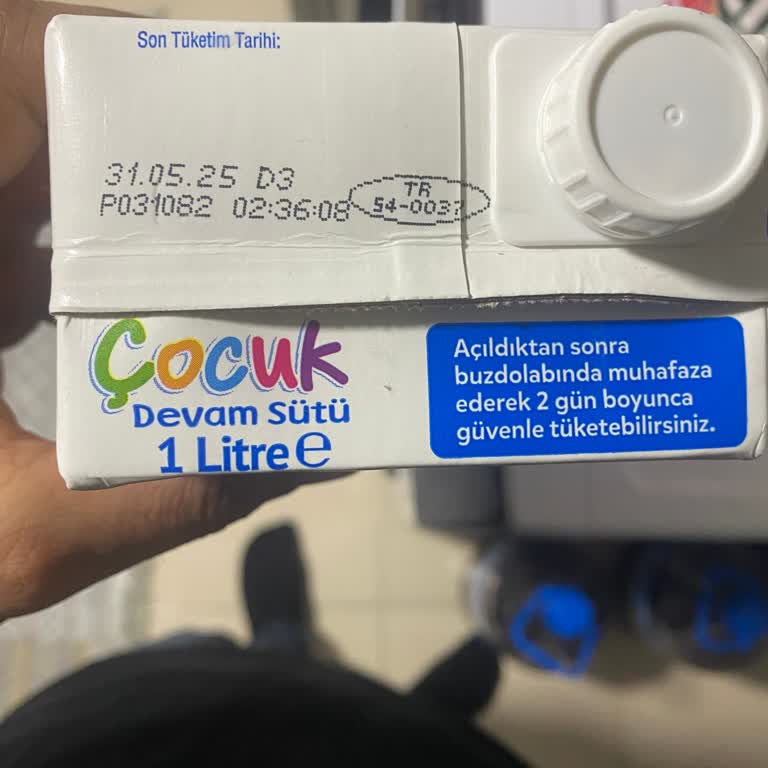 Son Tüketim Tarihi:
31.05.25 D3
P031082 02:36:08
TR
54-0037
Çocuk
Devam Sütü
1 Litre ℮
Açıldıktan sonra
buzdolabında muhafaza
ederek 2 gün boyunca
güvenle tüketebilirsiniz.